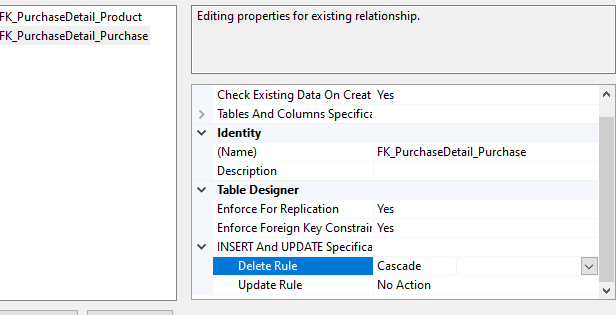 FK_PurchaseDetail_Product
FK_PurchaseDetail_Purchase
Editing properties for existing relationship.
Check Existing Data On Creat Yes
Tables And Columns Specifica
Identity
(Name) FK_PurchaseDetail_Purchase
Description
Table Designer
Enforce For Replication Yes
Enforce Foreign Key Constrain Yes
INSERT And UPDATE Specifica
Delete Rule Cascade
Update Rule No Action